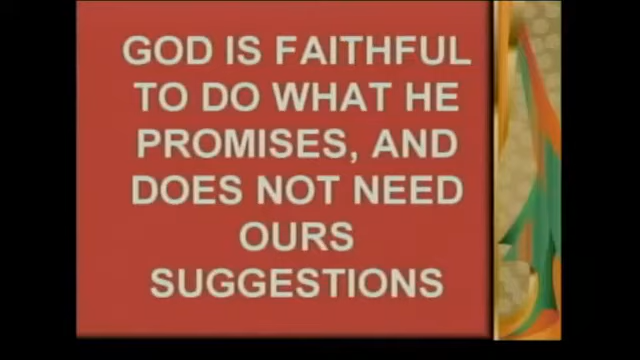 GOD IS FAITHFUL
TO DO WHAT HE
PROMISES, AND
DOES NOT NEED
OURS
SUGGESTIONS